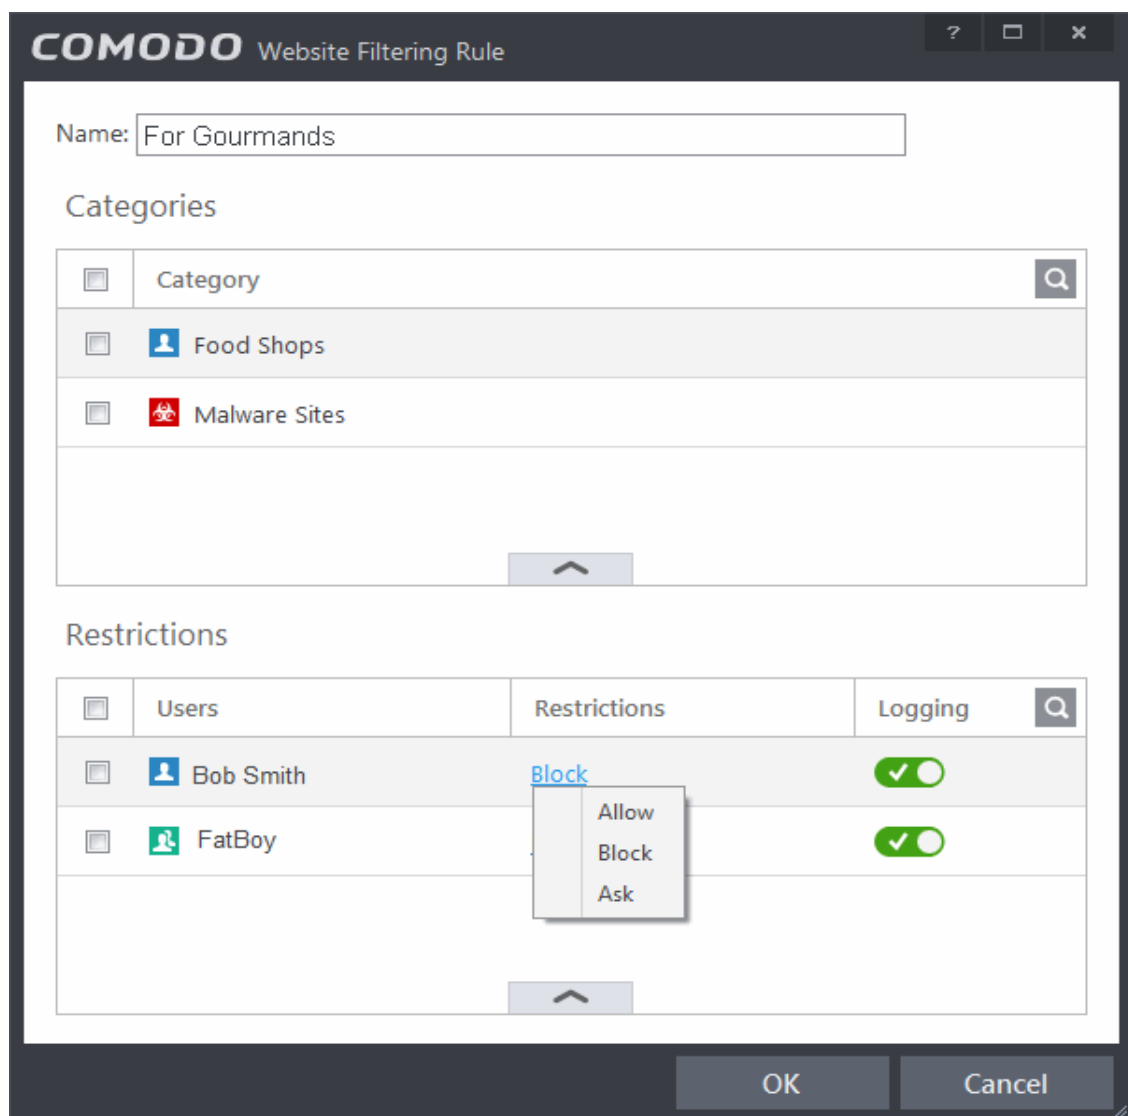 COMODO Website Filtering Rule ?
Name: For Gourmands
Categories
Category
Food Shops
Malware Sites
Restrictions
Users Restrictions Logging
Bob Smith Block
Allow
FatBoy
Block
Ask
OK Cancel